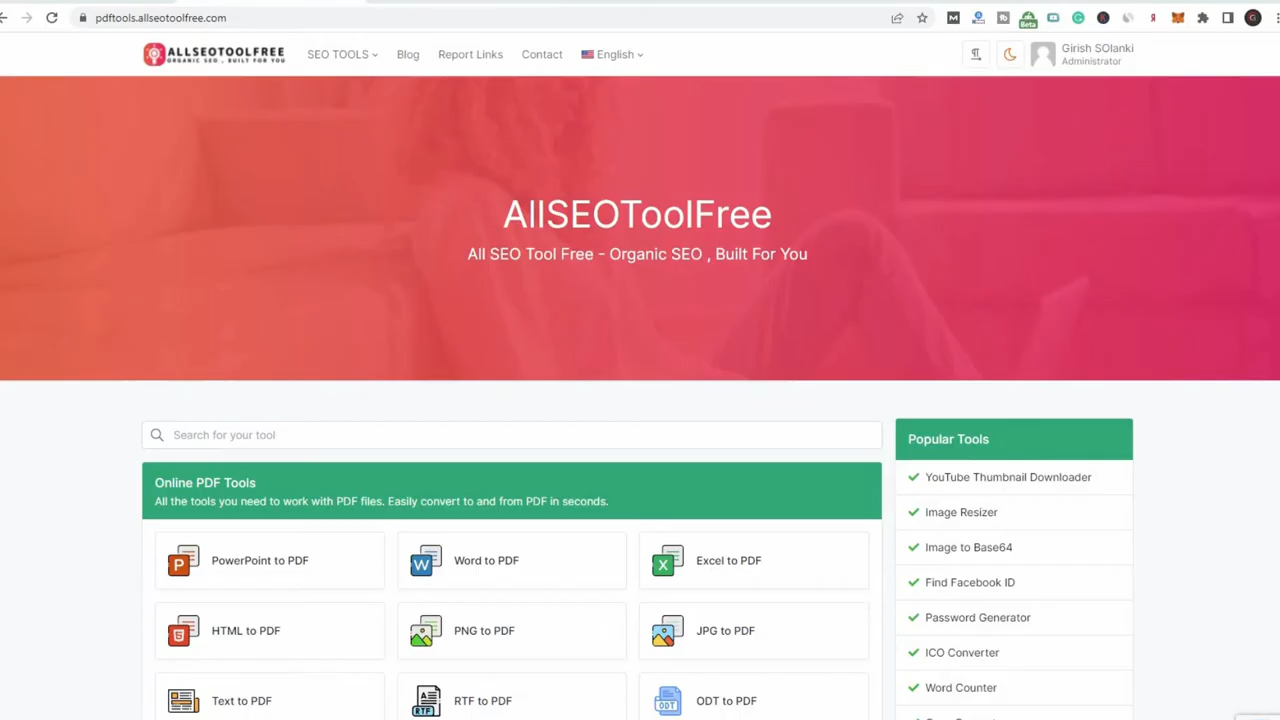 pdftools.allseotoolfree.com
Beta
G
ALLSEOTOOLFREE
ORGANIC SEO , BUILT FOR YOU
SEO TOOLS
Blog
Report Links
Contact
English
Girish SOlanki
Administrator
AllSEOToolFree
All SEO Tool Free - Organic SEO , Built For You
Search for your tool
Online PDF Tools
All the tools you need to work with PDF files. Easily convert to and from PDF in seconds.
P
PowerPoint to PDF
W
Word to PDF
X
Excel to PDF
5
HTML to PDF
PNG to PDF
JPG to PDF
Text to PDF
A
RTF
RTF to PDF
ODT
ODT to PDF
Popular Tools
YouTube Thumbnail Downloader
Image Resizer
Image to Base64
Find Facebook ID
Password Generator
ICO Converter
Word Counter